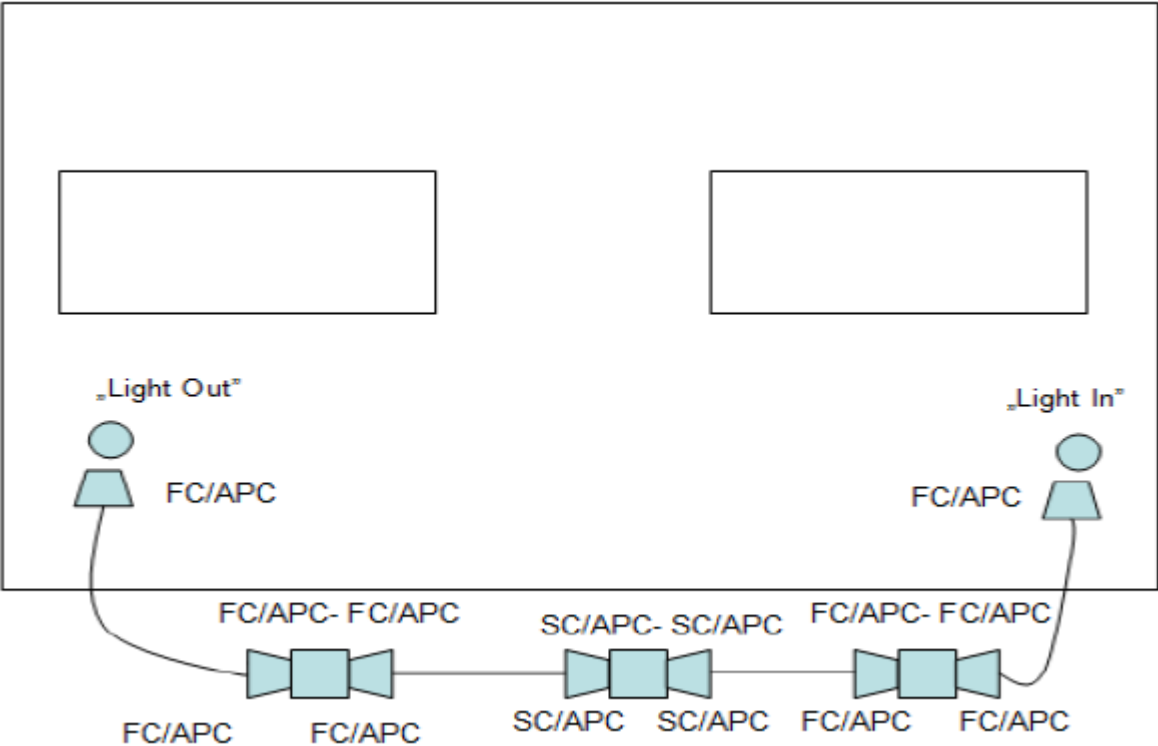 „Light Out”
„Light In”
FC/APC
FC/APC
FC/APC- FC/APC
SC/APC- SC/APC
FC/APC- FC/APC
FC/APC
FC/APC
SC/APC
SC/APC
FC/APC
FC/APC